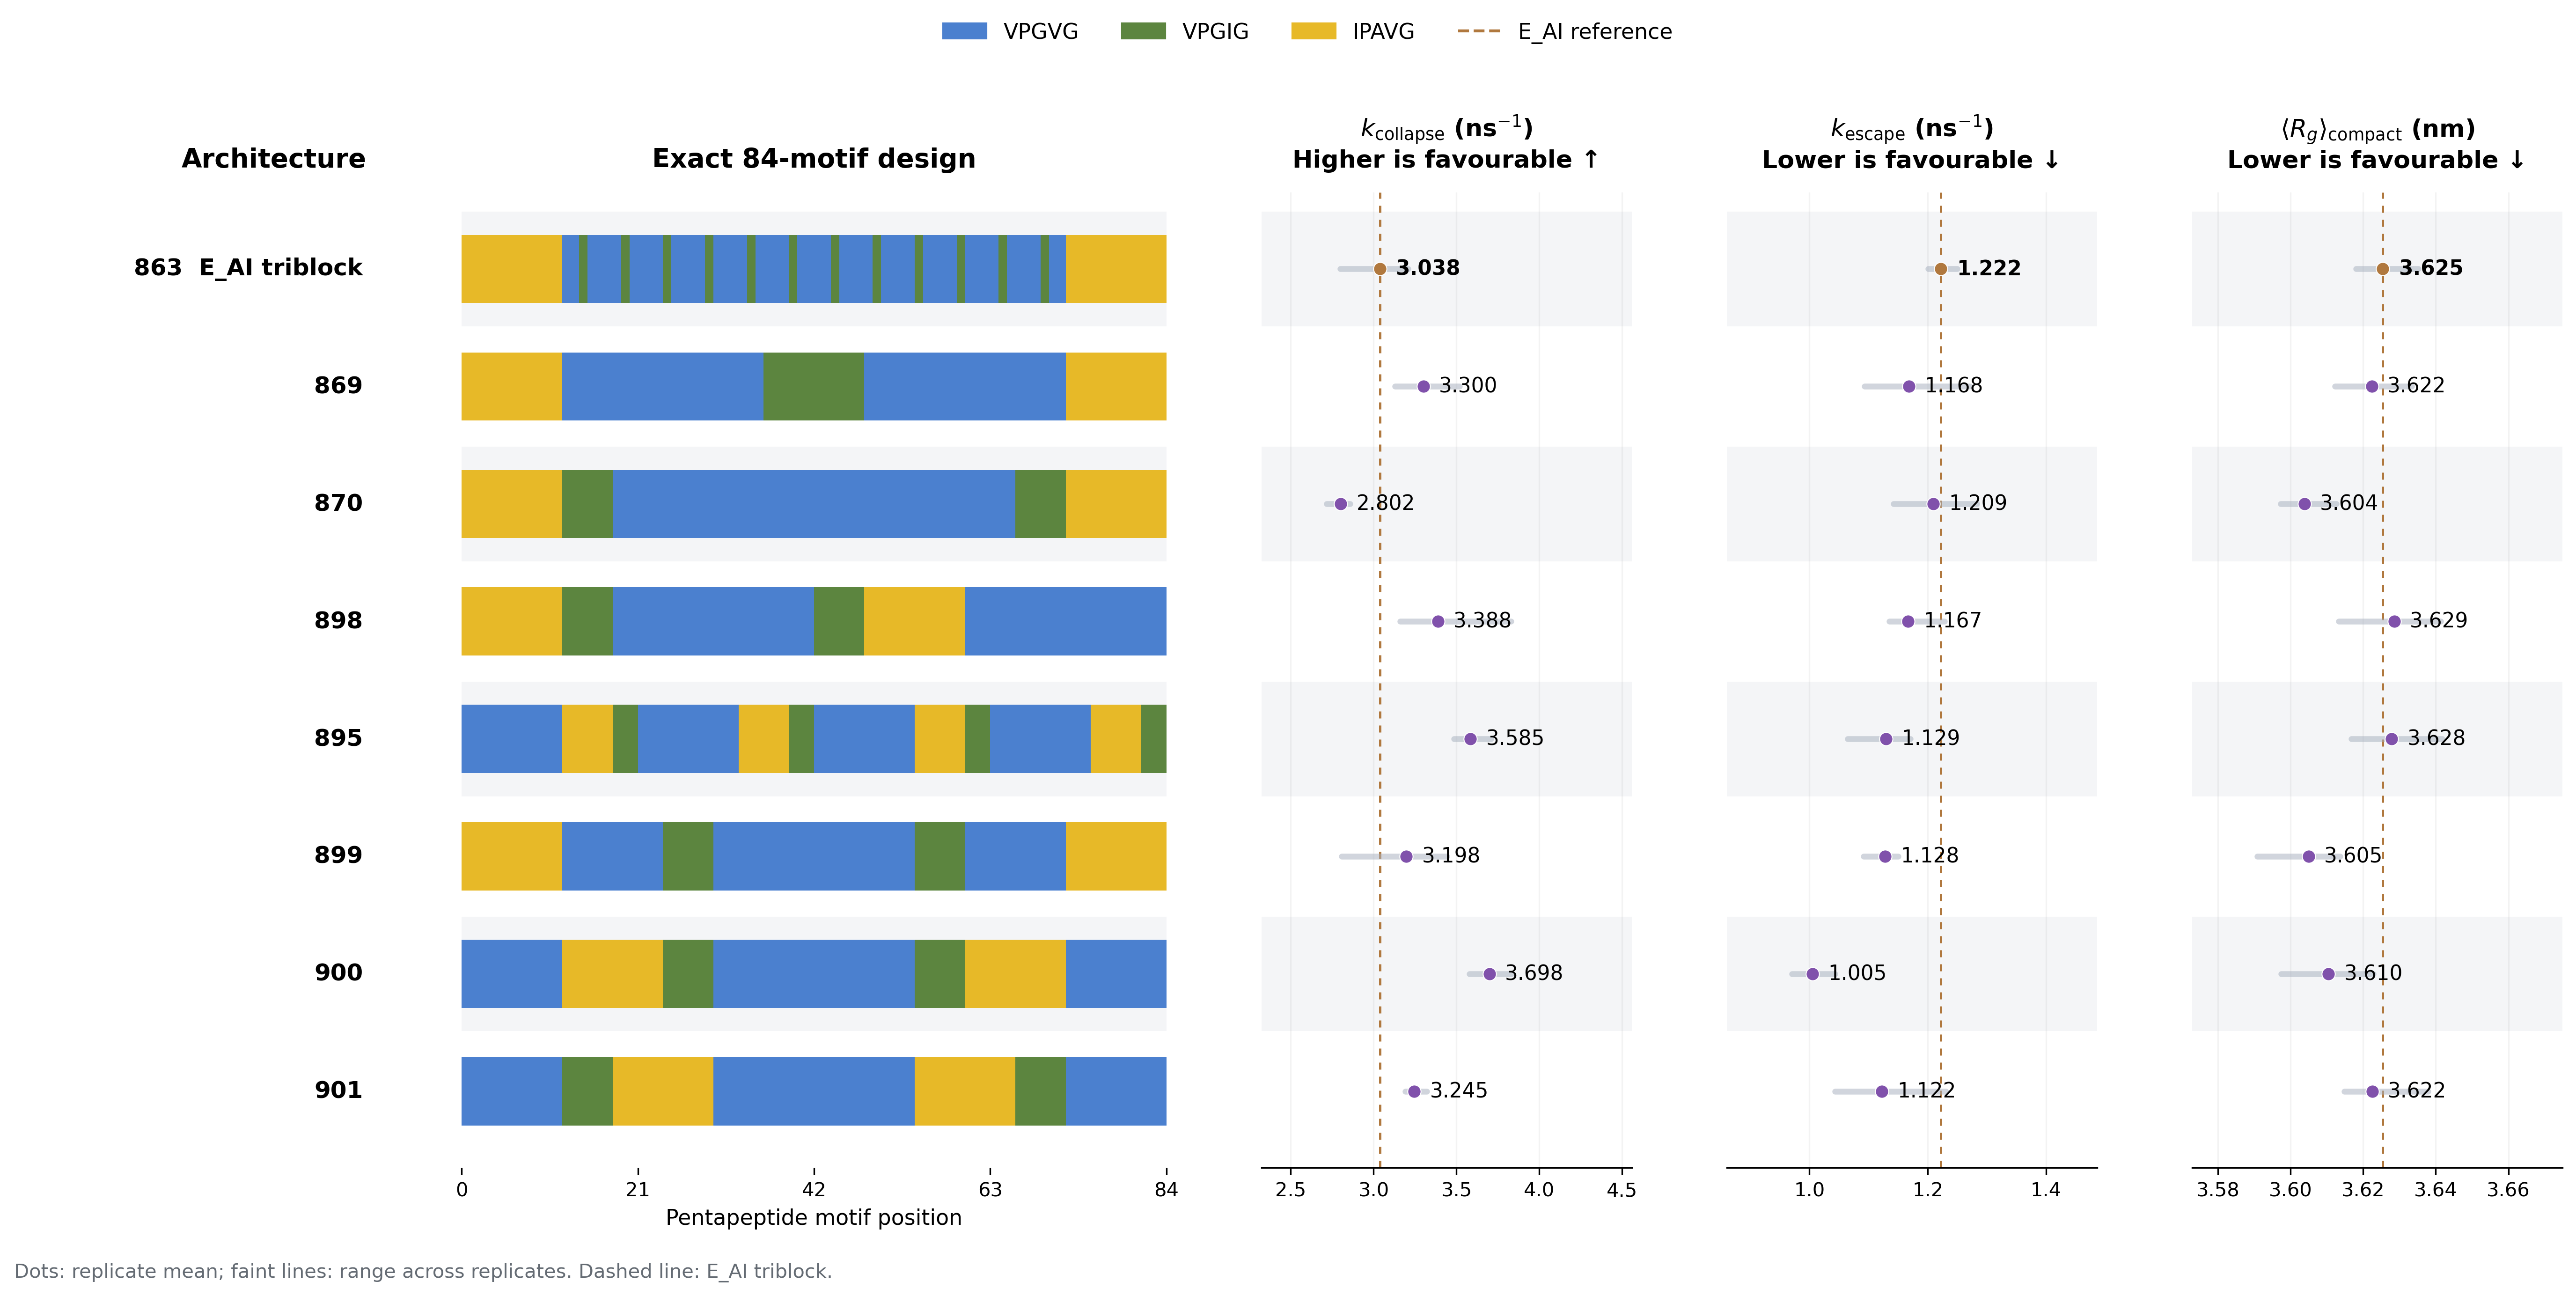 VPGVG VPGIG IPAVG E_AI reference
Architecture
Exact 84-motif design
k_collapse (ns⁻¹)
Higher is favourable ↑
k_escape (ns⁻¹)
Lower is favourable ↓
⟨R_g⟩_compact (nm)
Lower is favourable ↓
863 E_AI triblock 3.038 1.222 3.625
869 3.300 1.168 3.622
870 2.802 1.209 3.604
898 3.388 1.167 3.629
895 3.585 1.129 3.628
899 3.198 1.128 3.605
900 3.698 1.005 3.610
901 3.245 1.122 3.622
0 21 42 63 84
2.5 3.0 3.5 4.0 4.5
1.0 1.2 1.4
3.58 3.60 3.62 3.64 3.66
Pentapeptide motif position
Dots: replicate mean; faint lines: range across replicates. Dashed line: E_AI triblock.